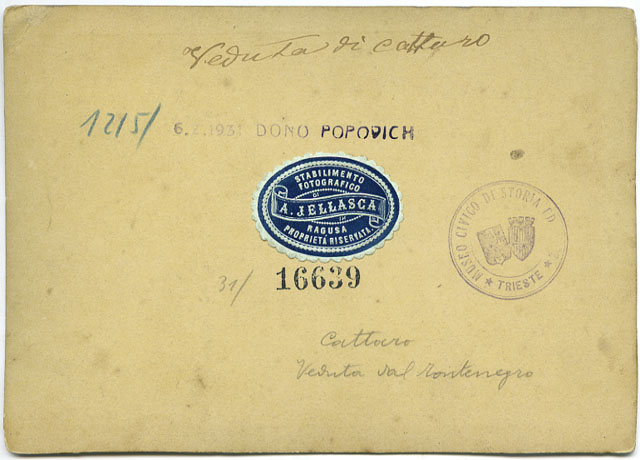 Veduta di Cattaro
1215/
6.2.1931 DONO POPOVICH
STABILIMENTO
FOTOGRAFICO
DI
A. JELLASCA
IN
RAGUSA
PROPRIETÀ RISERVATA.
MUSEO CIVICO DI STORIA ED
★ TRIESTE ★
31/
16639
Cattaro
Veduta dal Montenegro